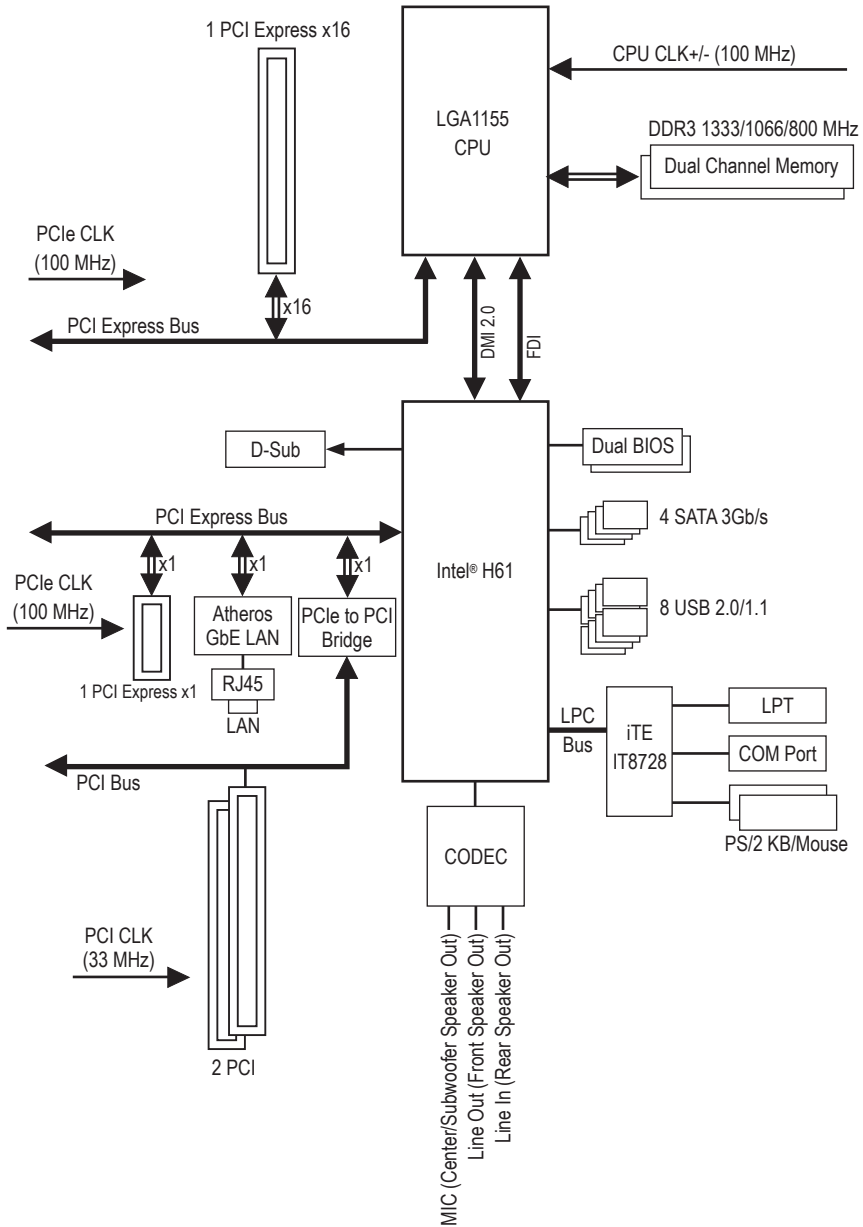 1 PCI Express x16
CPU CLK+/- (100 MHz)
LGA1155
CPU
DDR3 1333/1066/800 MHz
Dual Channel Memory
PCIe CLK
(100 MHz)
x16
PCI Express Bus
DMI 2.0
FDI
D-Sub
Dual BIOS
PCI Express Bus
4 SATA 3Gb/s
x1
x1
x1
Intel® H61
PCIe CLK
(100 MHz)
Atheros
GbE LAN
PCIe to PCI
Bridge
8 USB 2.0/1.1
1 PCI Express x1
RJ45
LAN
LPC
Bus
iTE
IT8728
LPT
COM Port
PS/2 KB/Mouse
PCI Bus
CODEC
PCI CLK
(33 MHz)
2 PCI
MIC (Center/Subwoofer Speaker Out)
Line Out (Front Speaker Out)
Line In (Rear Speaker Out)